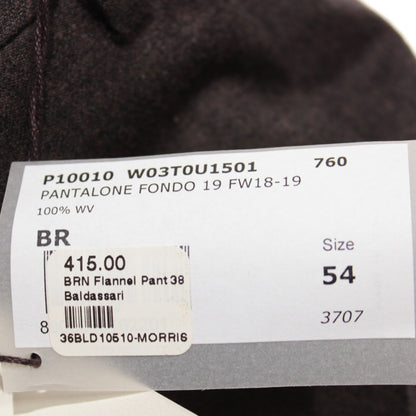 P10010 W03T0U1501 760
PANTALONE FONDO 19 FW18-19
100% WV
BR
Size
54
3707
415.00
BRN Flannel Pant 38
Baldassari
36BLD10510-MORRIS
8